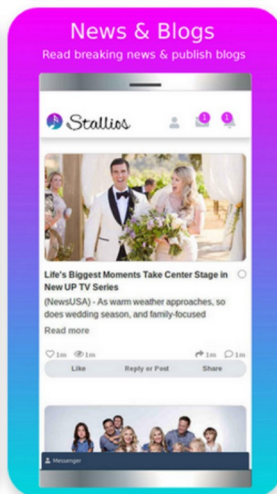 News & Blogs
Read breaking news & publish blogs
Stallios
1
1
Life's Biggest Moments Take Center Stage in
New UP TV Series
(NewsUSA) - As warm weather approaches, so
does wedding season, and family-focused
Read more
1m 1m 1m 1m
Like Reply or Post Share
Messenger